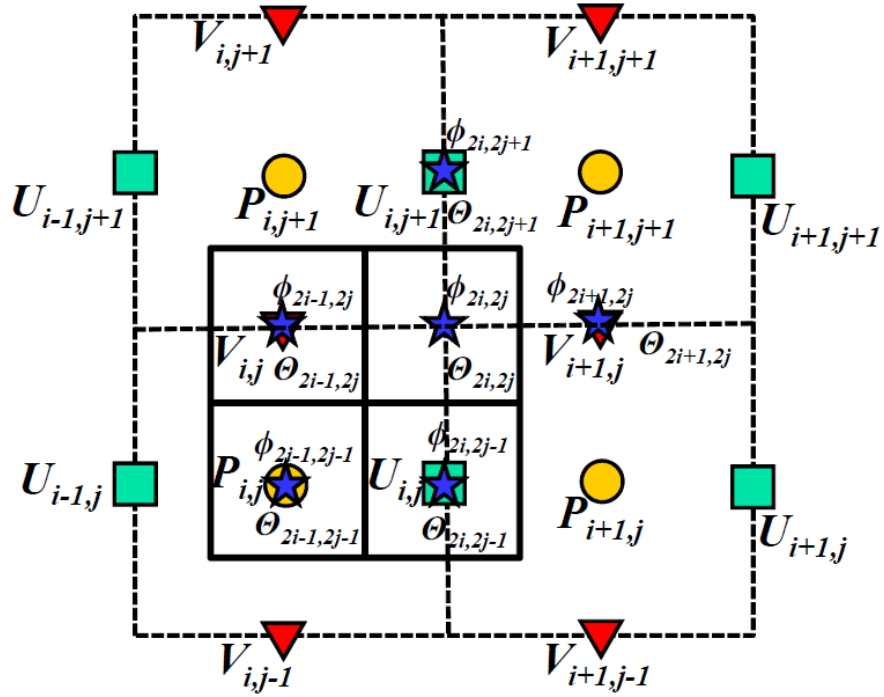 V_{i,j+1} V_{i+1,j+1}
ϕ_{2i,2j+1}
U_{i-1,j+1} P_{i,j+1} U_{i,j+1} Θ_{2i,2j+1} P_{i+1,j+1} U_{i+1,j+1}
ϕ_{2i-1,2j} ϕ_{2i,2j} ϕ_{2i+1,2j}
V_{i,j} Θ_{2i-1,2j} Θ_{2i,2j} V_{i+1,j} Θ_{2i+1,2j}
ϕ_{2i-1,2j-1} ϕ_{2i,2j-1}
U_{i-1,j} P_{i,j} U_{i,j} P_{i+1,j} U_{i+1,j}
Θ_{2i-1,2j-1} Θ_{2i,2j-1}
V_{i,j-1} V_{i+1,j-1}